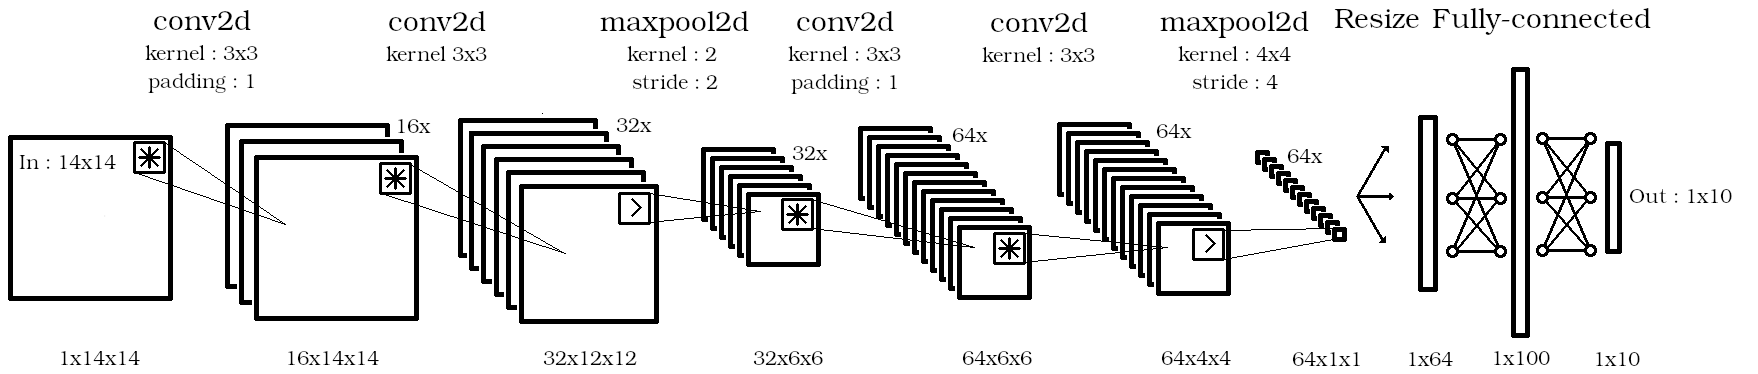 conv2d
kernel : 3x3
padding : 1
conv2d
kernel 3x3
maxpool2d
kernel : 2
stride : 2
conv2d
kernel : 3x3
padding : 1
conv2d
kernel : 3x3
maxpool2d
kernel : 4x4
stride : 4
Resize Fully-connected
In : 14x14
16x
32x
32x
64x
64x
64x
Out : 1x10
1x14x14
16x14x14
32x12x12
32x6x6
64x6x6
64x4x4
64x1x1
1x64
1x100
1x10